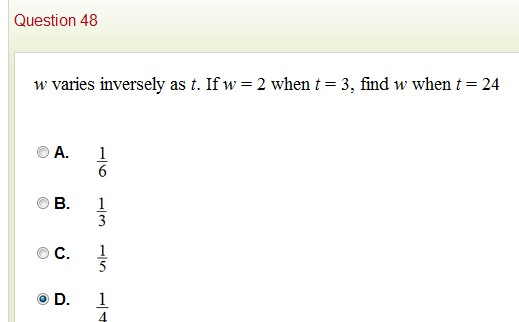 Question 48
w varies inversely as t. If w = 2 when t = 3, find w when t = 24
A. 1/6
B. 1/3
C. 1/5
D. 1/4